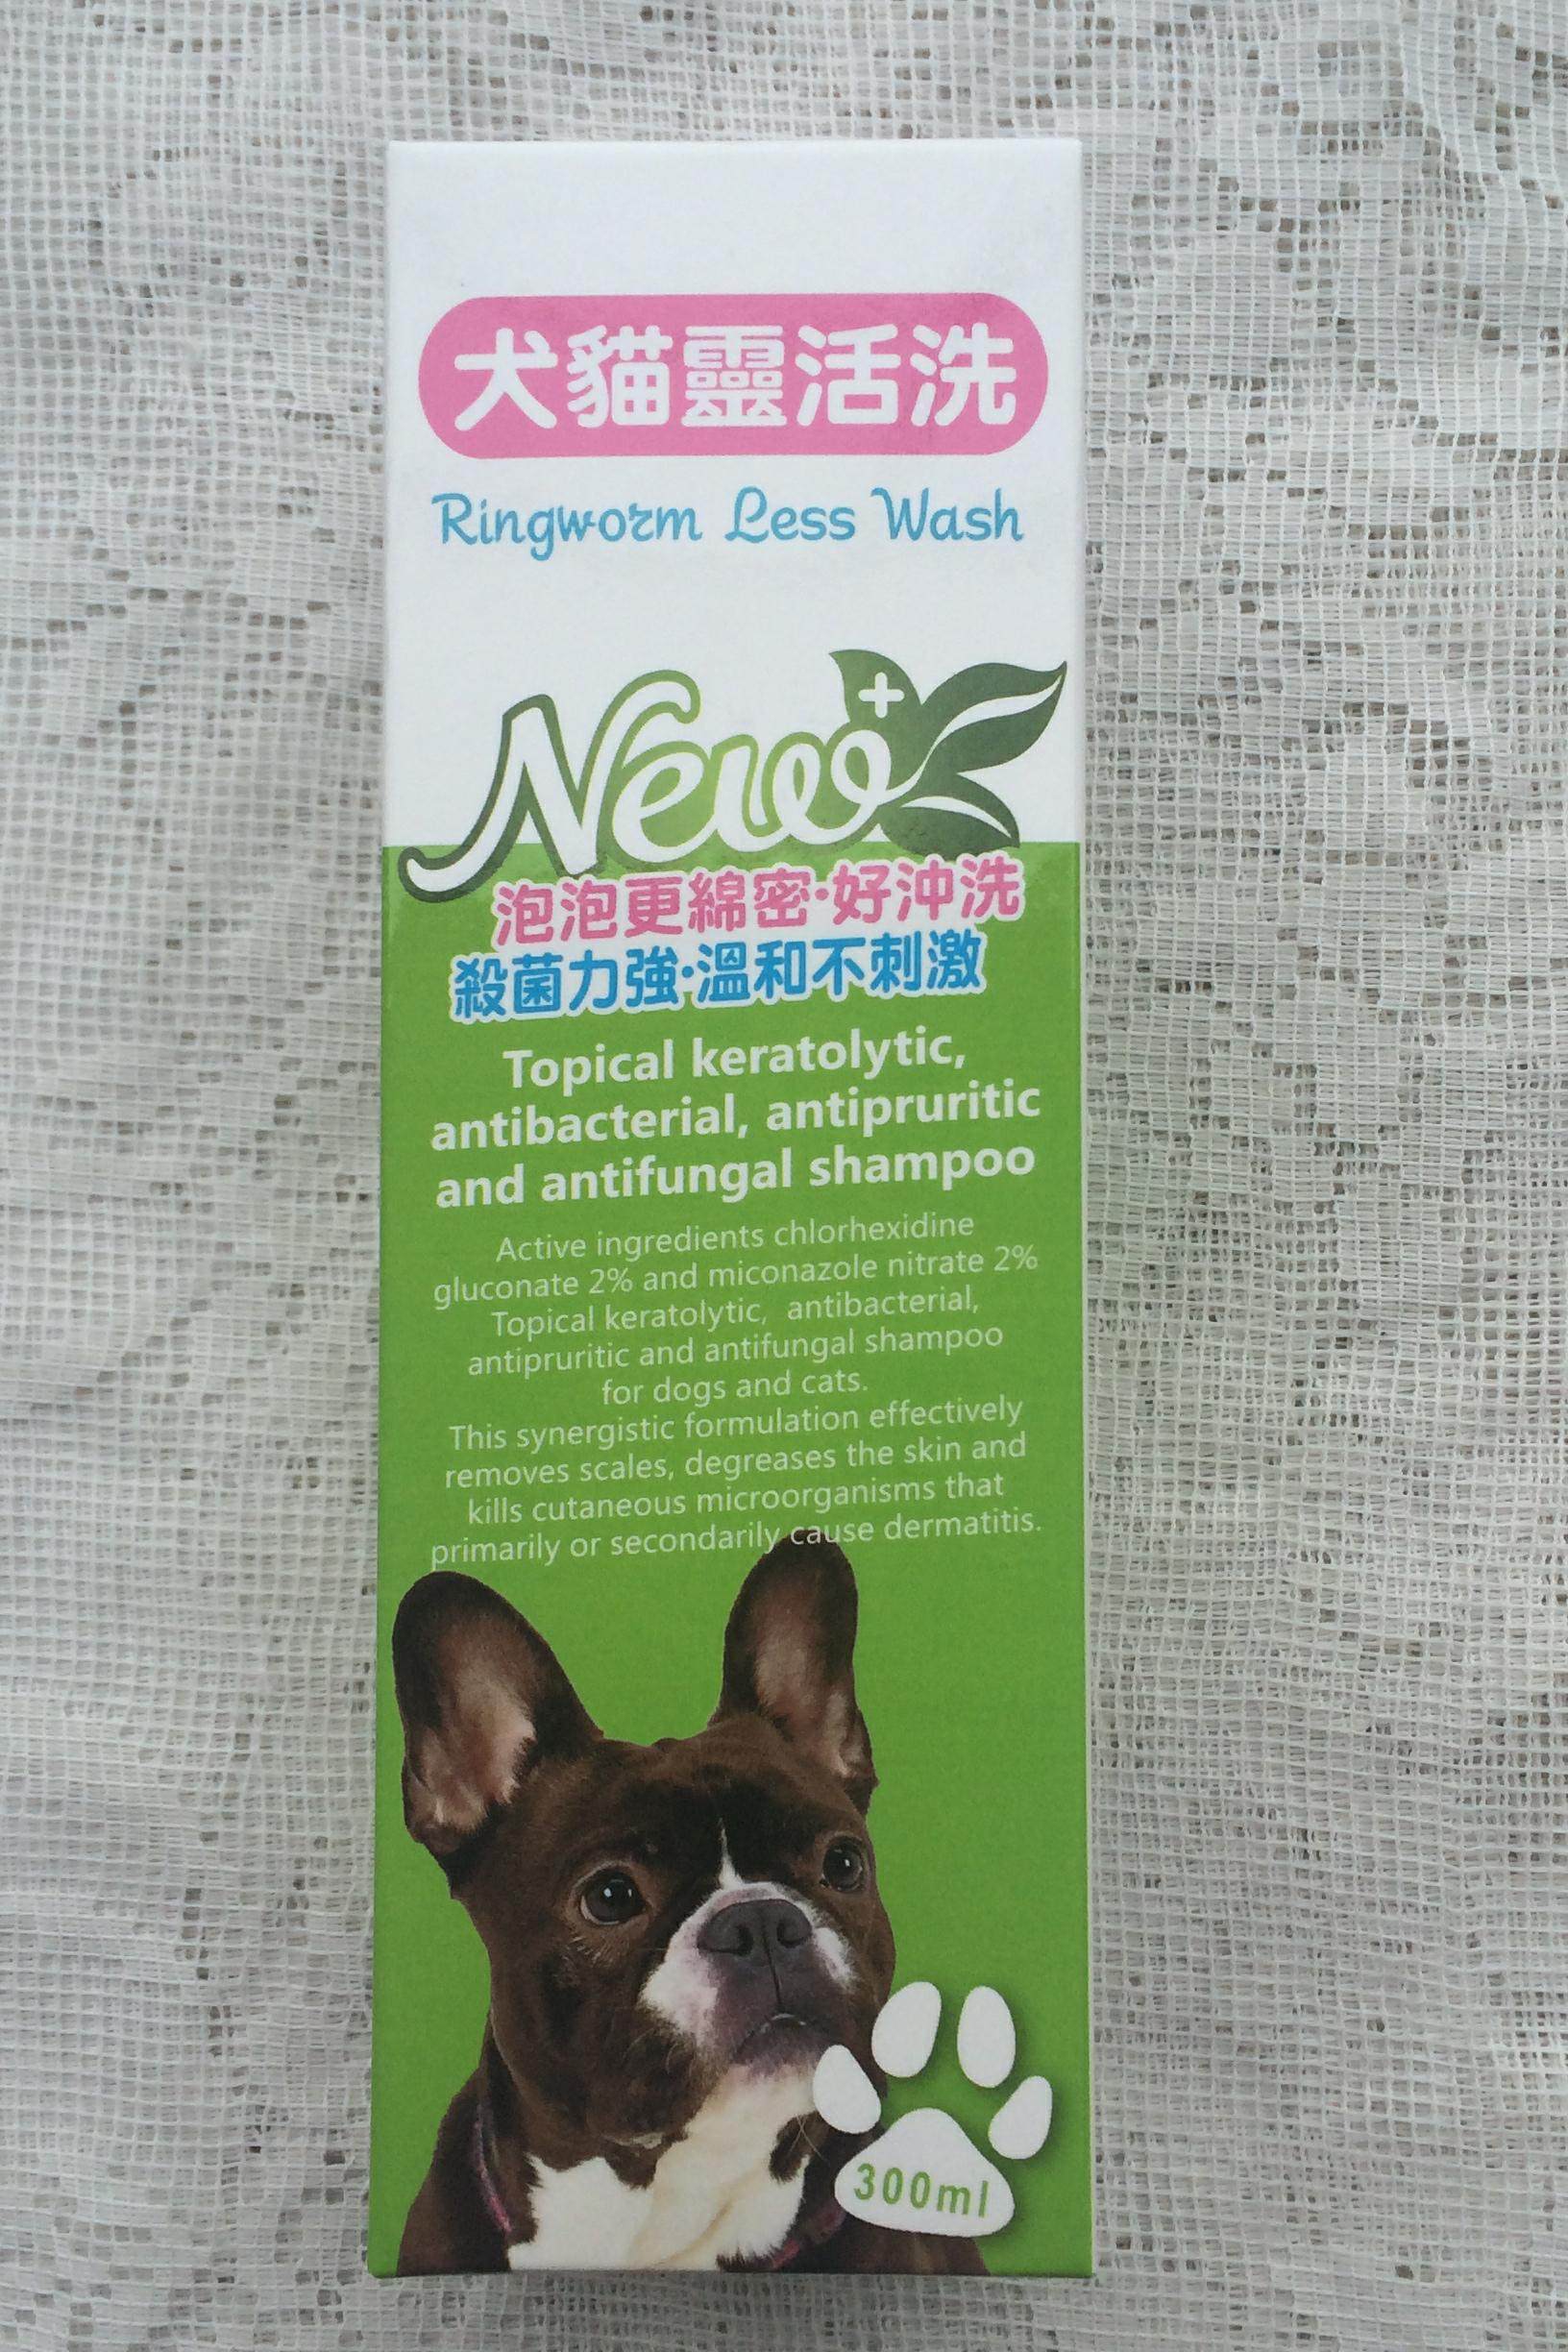 犬貓靈活洗
Ringworm Less Wash
New+
泡泡更綿密·好沖洗
殺菌力強·溫和不刺激
Topical keratolytic,
antibacterial, antipruritic
and antifungal shampoo
Active ingredients chlorhexidine
gluconate 2% and miconazole nitrate 2%
Topical keratolytic, antibacterial,
antipruritic and antifungal shampoo
for dogs and cats.
This synergistic formulation effectively
removes scales, degreases the skin and
kills cutaneous microorganisms that
primarily or secondarily cause dermatitis.
300ml